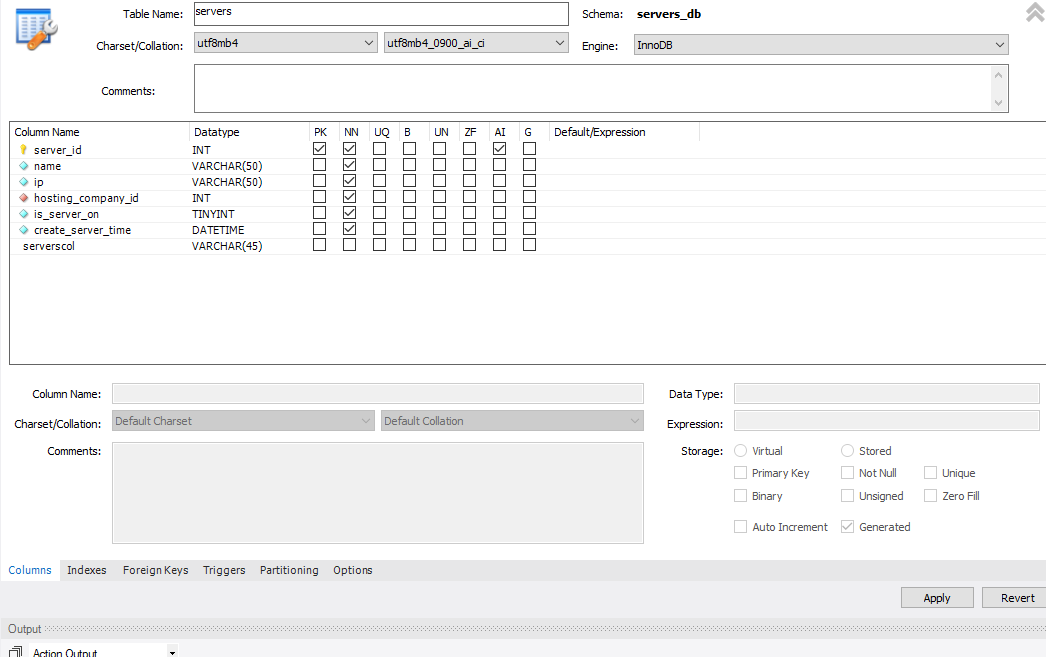 Table Name: servers Schema: servers_db
Charset/Collation: utf8mb4 utf8mb4_0900_ai_ci Engine: InnoDB
Comments:
Column Name Datatype PK NN UQ B UN ZF AI G Default/Expression
server_id INT
name VARCHAR(50)
ip VARCHAR(50)
hosting_company_id INT
is_server_on TINYINT
create_server_time DATETIME
serverscol VARCHAR(45)
Column Name: Data Type:
Charset/Collation: Default Charset Default Collation Expression:
Comments: Storage: Virtual Stored
Primary Key Not Null Unique
Binary Unsigned Zero Fill
Auto Increment Generated
Columns Indexes Foreign Keys Triggers Partitioning Options
Apply Revert
Output
Action Output